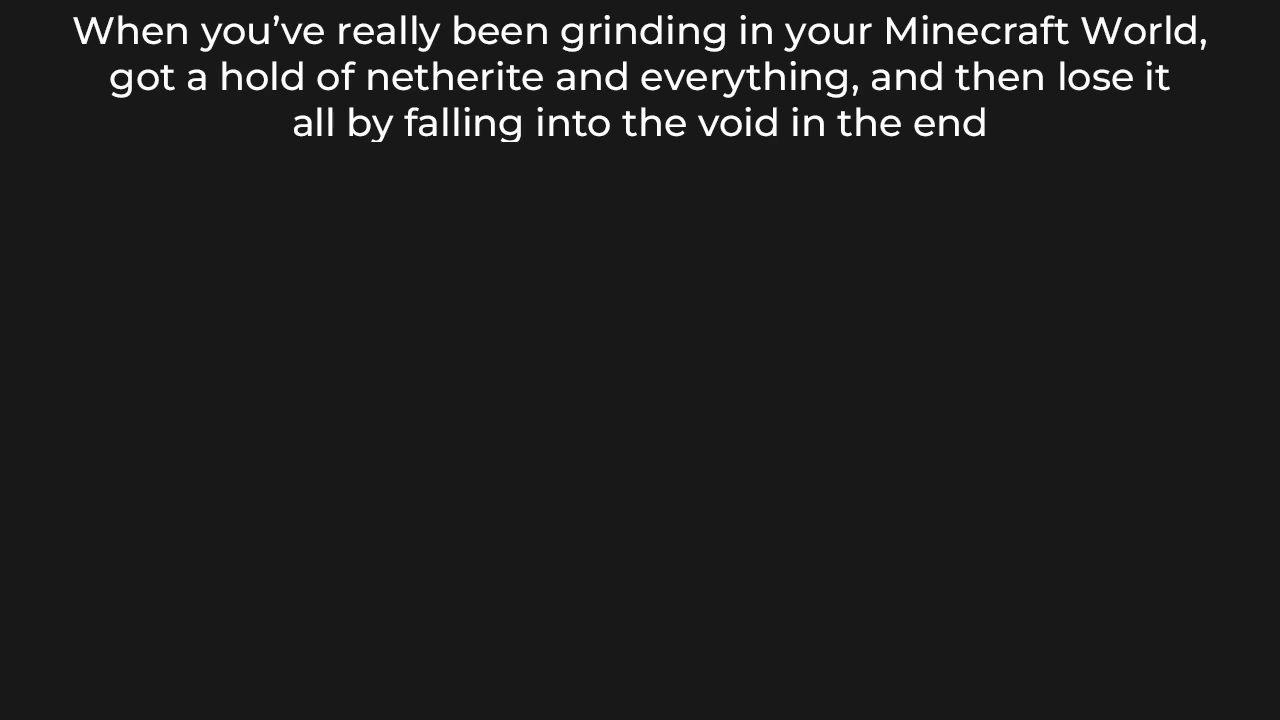 When you’ve really been grinding in your Minecraft World,
got a hold of netherite and everything, and then lose it
all by falling into the void in the end